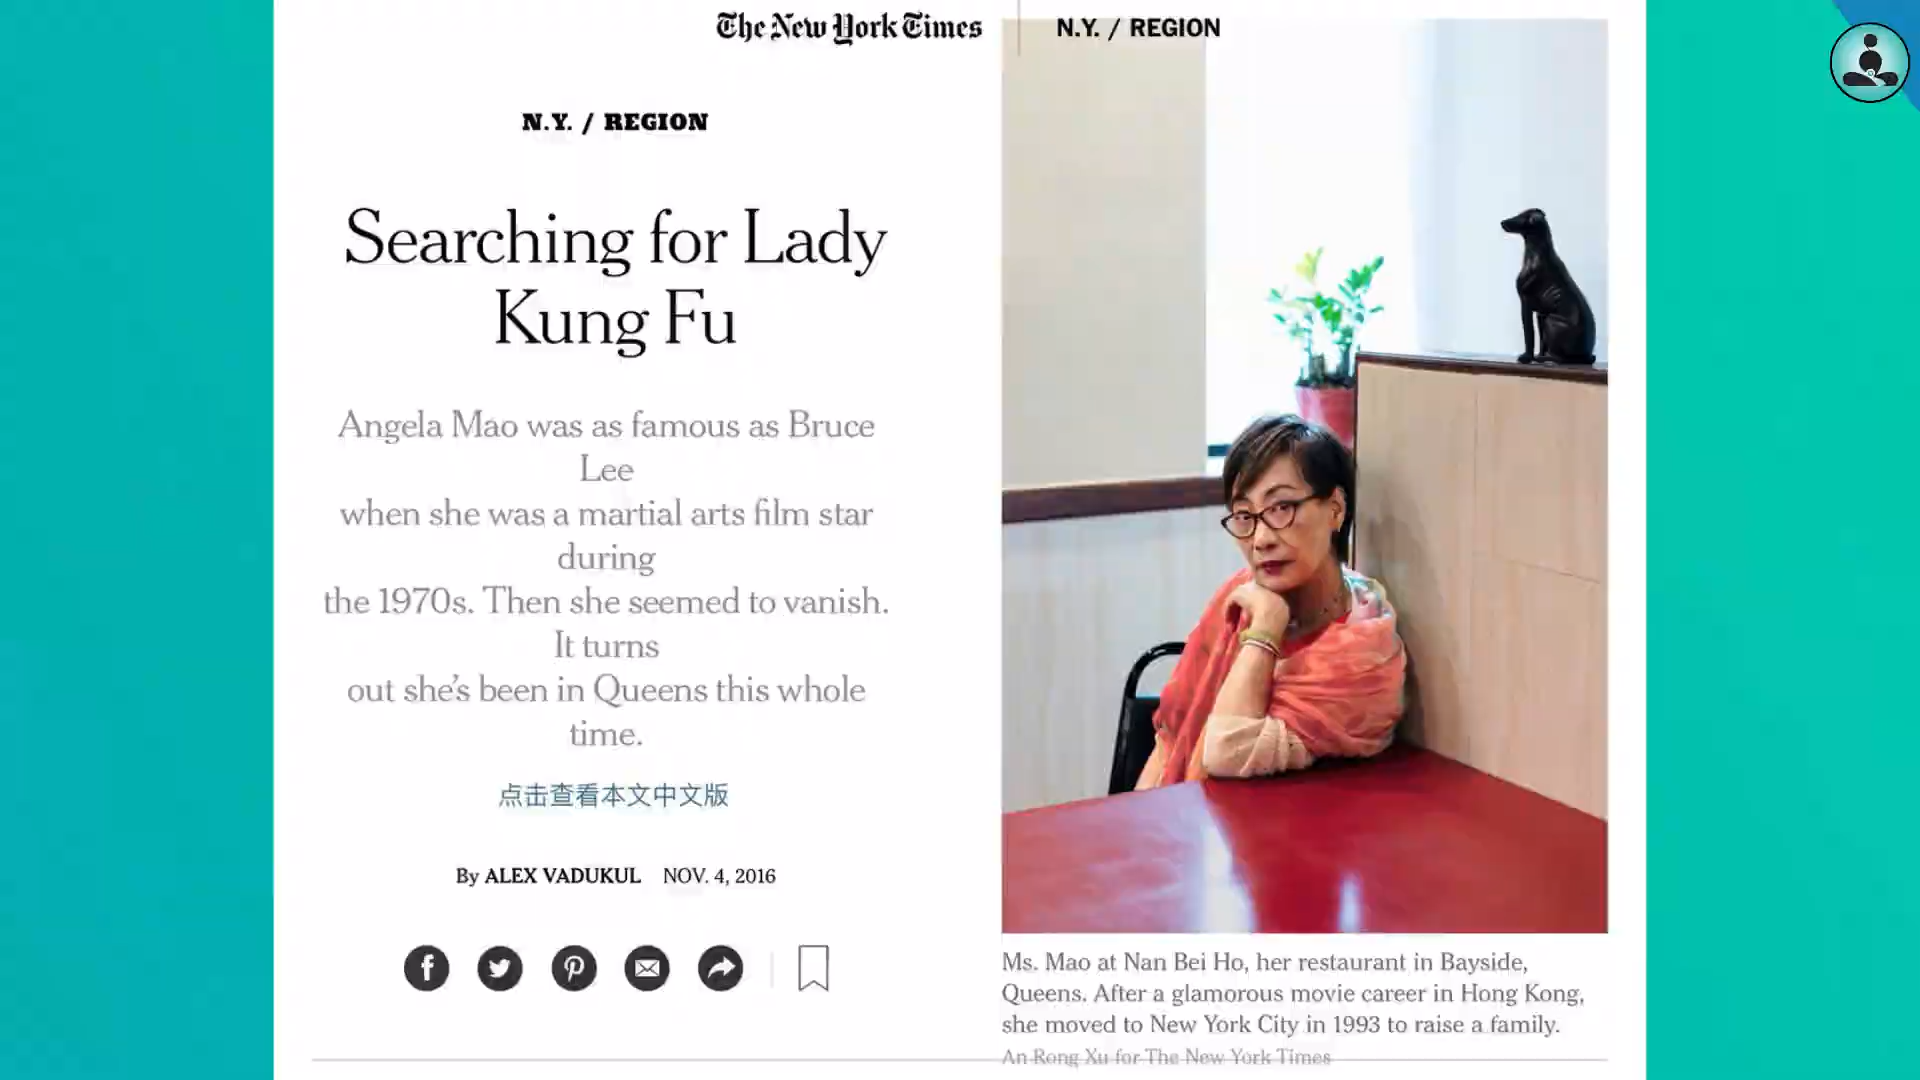 The New York Times
N.Y. / REGION
N.Y. / REGION
Searching for Lady
Kung Fu
Angela Mao was as famous as Bruce
Lee
when she was a martial arts film star
during
the 1970s. Then she seemed to vanish.
It turns
out she's been in Queens this whole
time.
点击查看本文中文版
By ALEX VADUKUL NOV. 4, 2016
Ms. Mao at Nan Bei Ho, her restaurant in Bayside,
Queens. After a glamorous movie career in Hong Kong,
she moved to New York City in 1993 to raise a family.
An Rong Xu for The New York Times